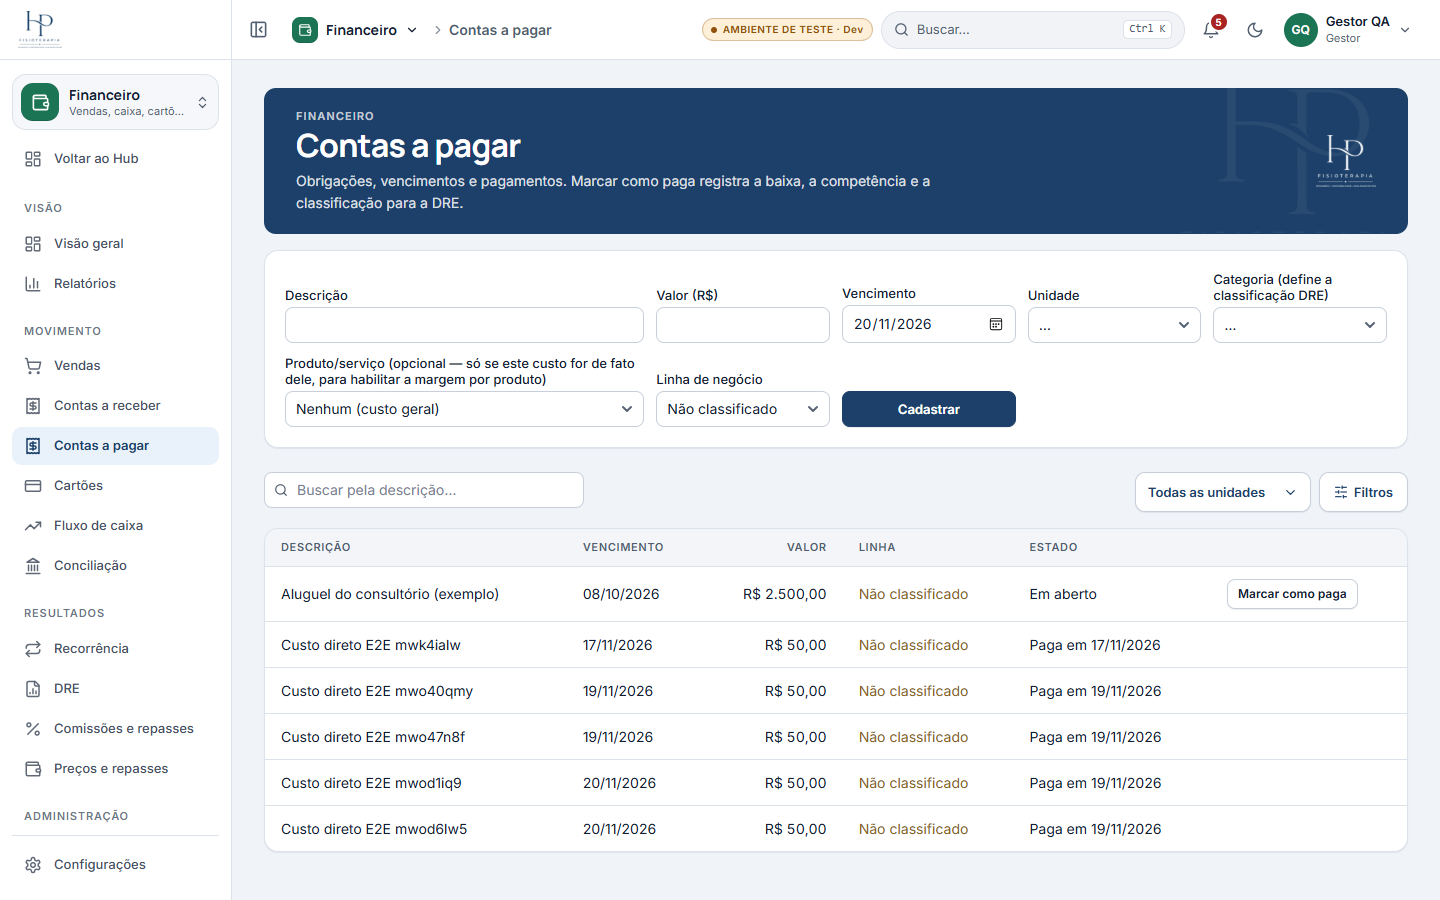 HP
FISIOTERAPIA
Financeiro
Contas a pagar
AMBIENTE DE TESTE · Dev
Buscar...
Ctrl K
5
GQ
Gestor QA
Gestor
Financeiro
Vendas, caixa, cartõ...
Voltar ao Hub
VISÃO
Visão geral
Relatórios
MOVIMENTO
Vendas
Contas a receber
Contas a pagar
Cartões
Fluxo de caixa
Conciliação
RESULTADOS
Recorrência
DRE
Comissões e repasses
Preços e repasses
ADMINISTRAÇÃO
Configurações
FINANCEIRO
Contas a pagar
Obrigações, vencimentos e pagamentos. Marcar como paga registra a baixa, a competência e a
classificação para a DRE.
HP
FISIOTERAPIA
Descrição
Valor (R$)
Vencimento
20/11/2026
Unidade
...
Categoria (define a
classificação DRE)
...
Produto/serviço (opcional — só se este custo for de fato
dele, para habilitar a margem por produto)
Nenhum (custo geral)
Linha de negócio
Não classificado
Cadastrar
Buscar pela descrição...
Todas as unidades
Filtros
DESCRIÇÃO VENCIMENTO VALOR LINHA ESTADO
Aluguel do consultório (exemplo) 08/10/2026 R$ 2.500,00 Não classificado Em aberto Marcar como paga
Custo direto E2E mwk4ialw 17/11/2026 R$ 50,00 Não classificado Paga em 17/11/2026
Custo direto E2E mwo40qmy 19/11/2026 R$ 50,00 Não classificado Paga em 19/11/2026
Custo direto E2E mwo47n8f 19/11/2026 R$ 50,00 Não classificado Paga em 19/11/2026
Custo direto E2E mwod1iq9 20/11/2026 R$ 50,00 Não classificado Paga em 19/11/2026
Custo direto E2E mwod6lw5 20/11/2026 R$ 50,00 Não classificado Paga em 19/11/2026